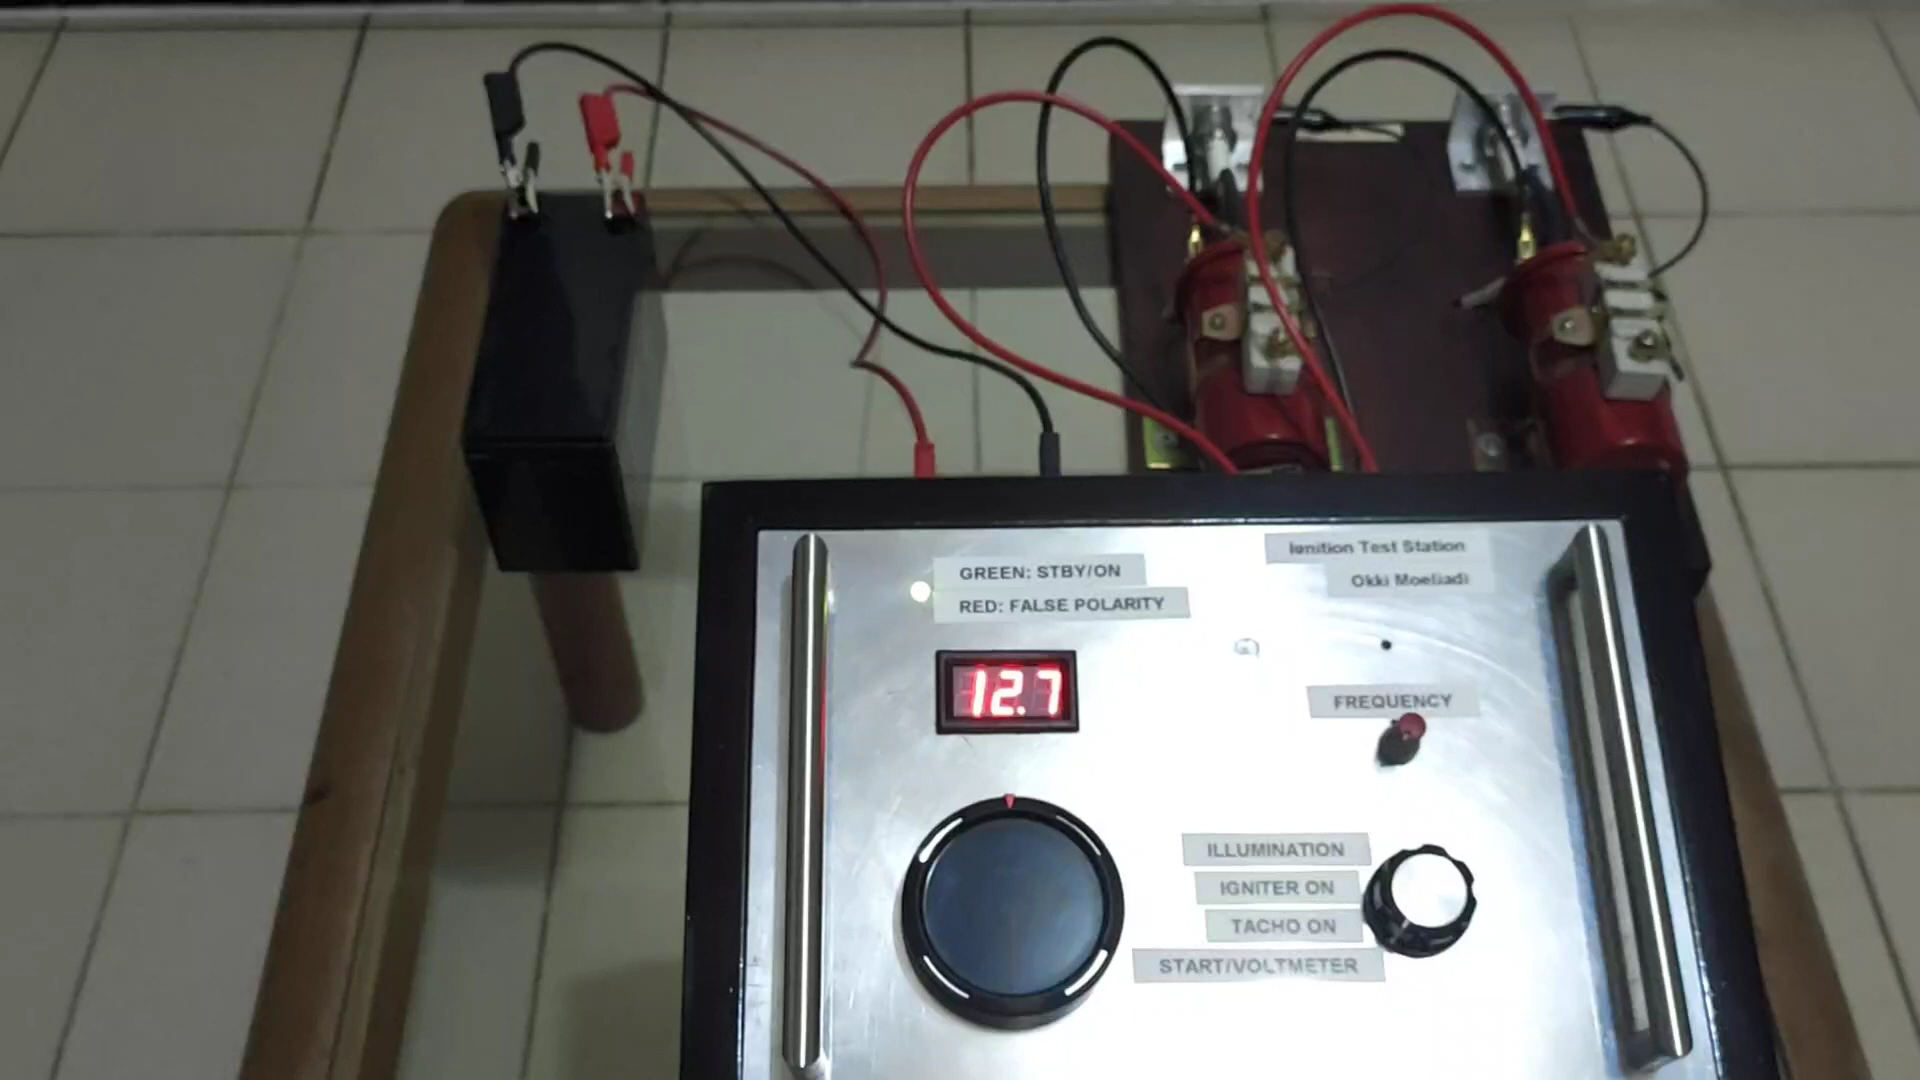 Ignition Test Station
Okki Moeljadi
GREEN: STBY/ON
RED: FALSE POLARITY
12.7
FREQUENCY
ILLUMINATION
IGNITER ON
TACHO ON
START/VOLTMETER